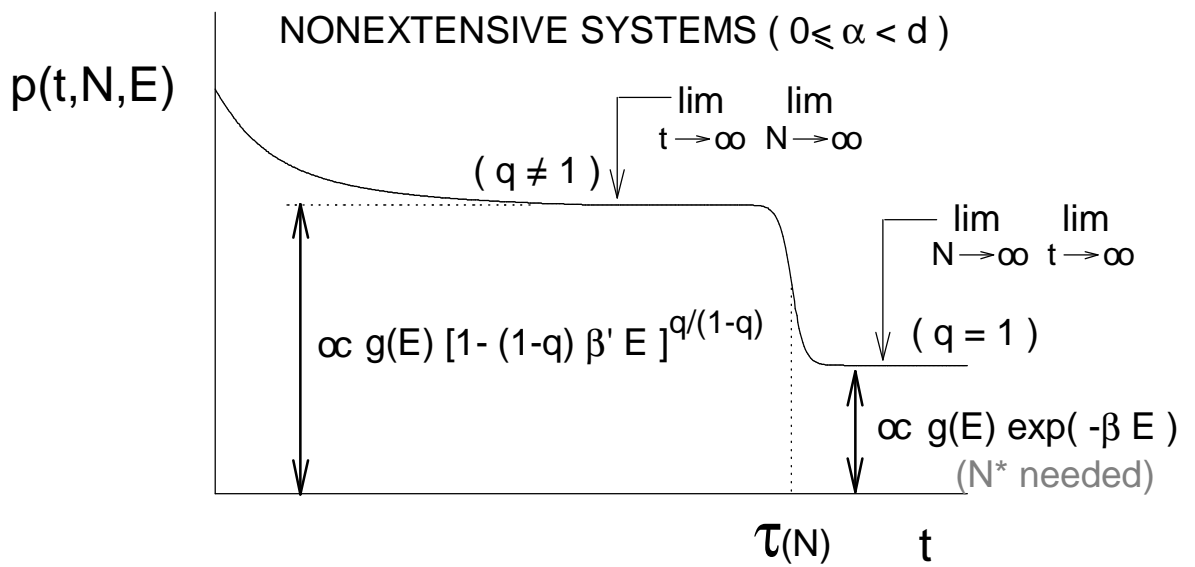 NONEXTENSIVE SYSTEMS ( 0⩽ α < d )
p(t,N,E)
lim lim
t→∞ N→∞
( q ≠ 1 )
lim lim
N→∞ t→∞
∝ g(E) [1- (1-q) β' E ]^q/(1-q)
( q = 1 )
∝ g(E) exp( -β E )
(N* needed)
τ(N)
t